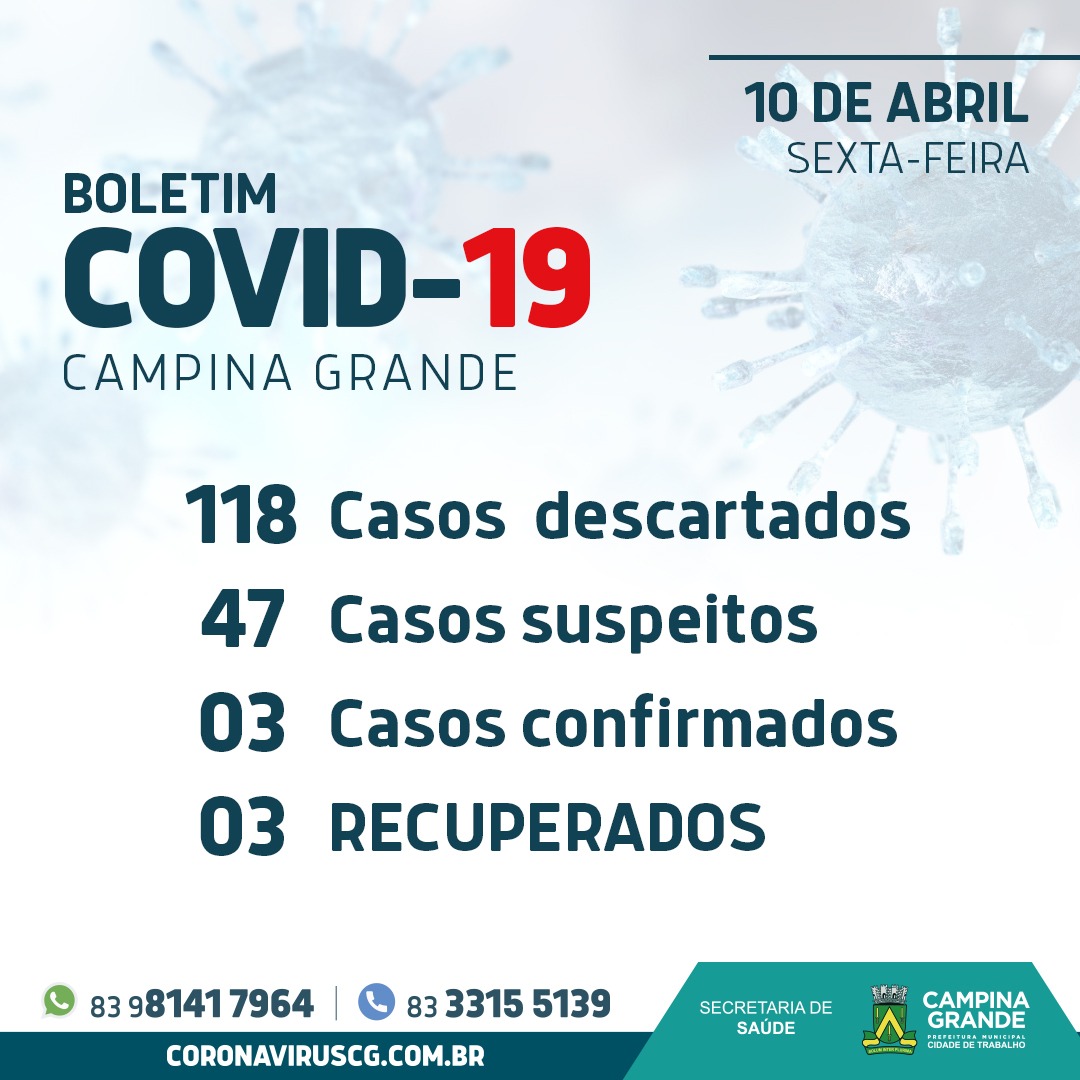 10 DE ABRIL
SEXTA-FEIRA
BOLETIM
COVID-19
CAMPINA GRANDE
118 Casos descartados
47 Casos suspeitos
03 Casos confirmados
03 RECUPERADOS
83 98141 7964 | 83 3315 5139
CORONAVIRUSCG.COM.BR
SECRETARIA DE
SAÚDE
CAMPINA
GRANDE
PREFEITURA MUNICIPAL
CIDADE DE TRABALHO